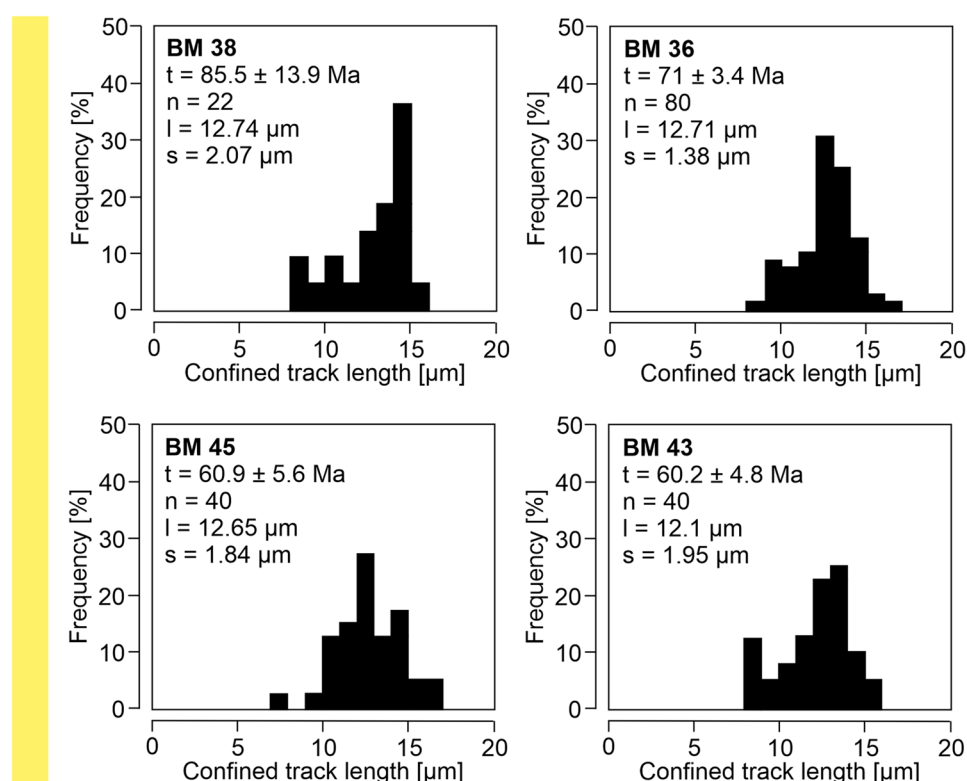 BM 38
t = 85.5 ± 13.9 Ma
n = 22
l = 12.74 µm
s = 2.07 µm
Frequency [%]
50
40
30
20
10
0
0 5 10 15 20
Confined track length [µm]
BM 36
t = 71 ± 3.4 Ma
n = 80
l = 12.71 µm
s = 1.38 µm
Frequency [%]
50
40
30
20
10
0
0 5 10 15 20
Confined track length [µm]
BM 45
t = 60.9 ± 5.6 Ma
n = 40
l = 12.65 µm
s = 1.84 µm
Frequency [%]
50
40
30
20
10
0
0 5 10 15 20
Confined track length [µm]
BM 43
t = 60.2 ± 4.8 Ma
n = 40
l = 12.1 µm
s = 1.95 µm
Frequency [%]
50
40
30
20
10
0
0 5 10 15 20
Confined track length [µm]